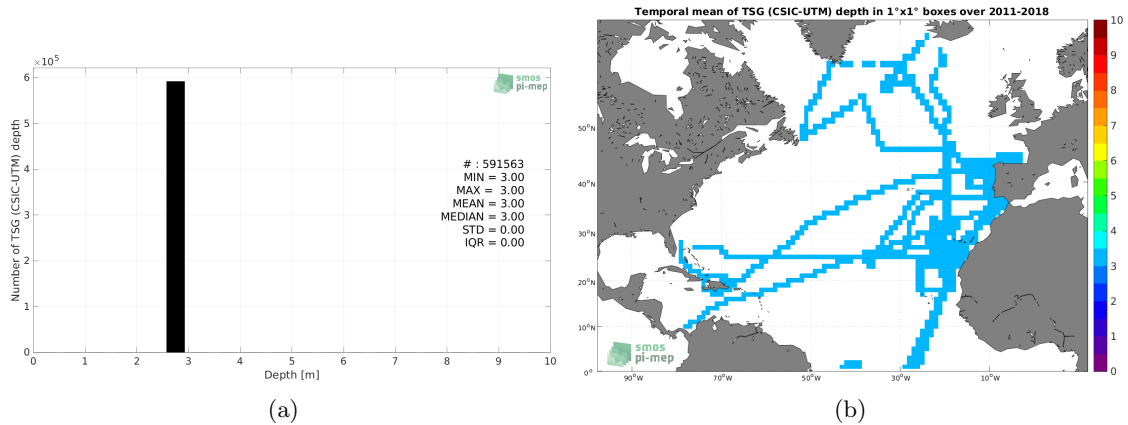 Temporal mean of TSG (CSIC-UTM) depth in 1°x1° boxes over 2011-2018
×10⁵
6
5
4
3
2
1
0
Number of TSG (CSIC-UTM) depth
smos
pi-mep
# : 591563
MIN = 3.00
MAX = 3.00
MEAN = 3.00
MEDIAN = 3.00
STD = 0.00
IQR = 0.00
0 1 2 3 4 5 6 7 8 9 10
Depth [m]
(a)
50°N
40°N
30°N
20°N
10°N
0°
90°W 70°W 50°W 30°W 10°W
smos
pi-mep
10
9
8
7
6
5
4
3
2
1
0
(b)